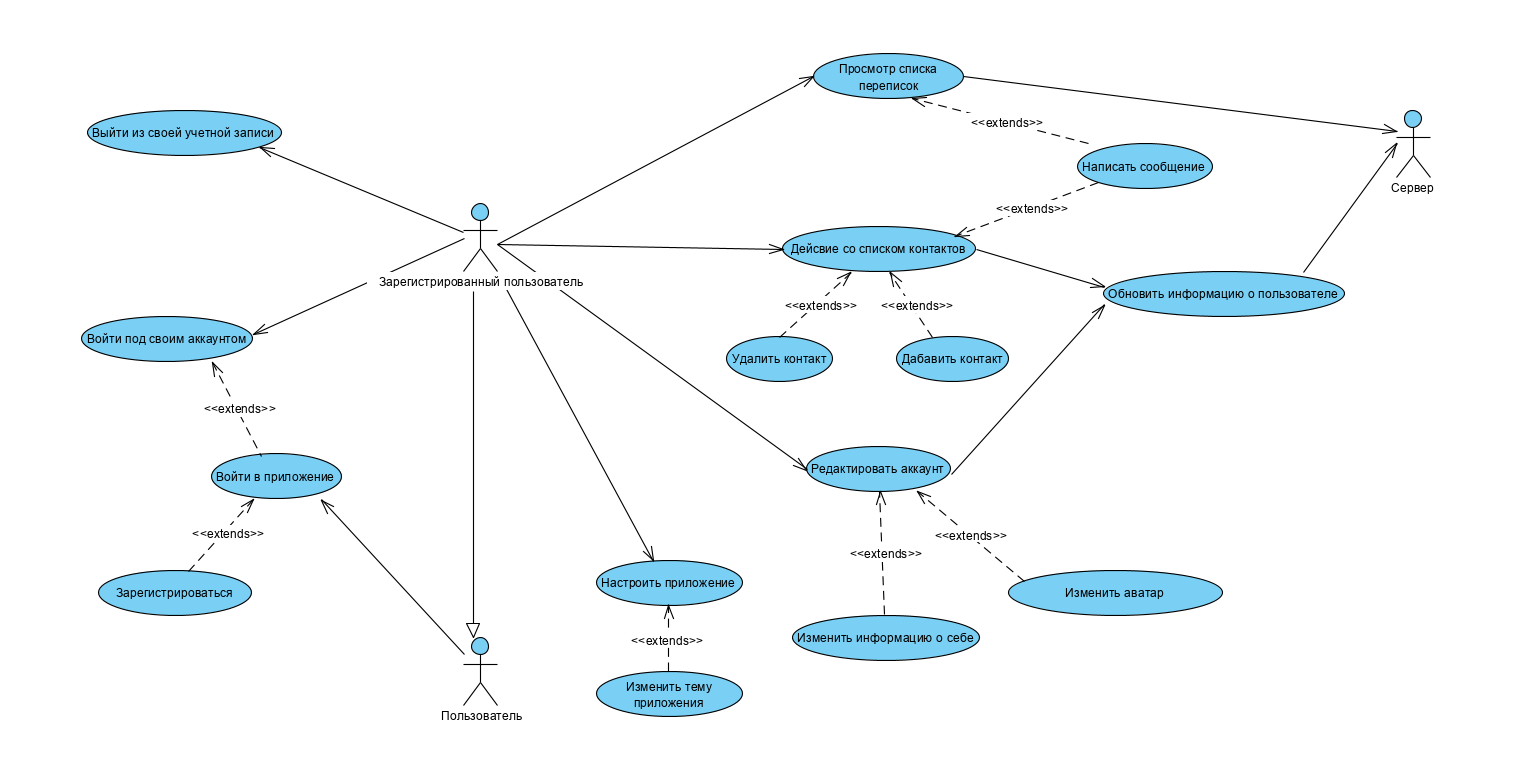 Просмотр списка
переписок
Выйти из своей учетной записи
<<extends>>
Написать сообщение
Сервер
<<extends>>
Дейсвие со списком контактов
Зарегистрированный пользователь
Обновить информацию о пользователе
<<extends>>
<<extends>>
Войти под своим аккаунтом
Удалить контакт
Дабавить контакт
<<extends>>
Редактировать аккаунт
Войти в приложение
<<extends>>
<<extends>>
<<extends>>
Настроить приложение
Зарегистрироваться
Изменить аватар
<<extends>>
Изменить информацию о себе
Изменить тему
приложения
Пользователь